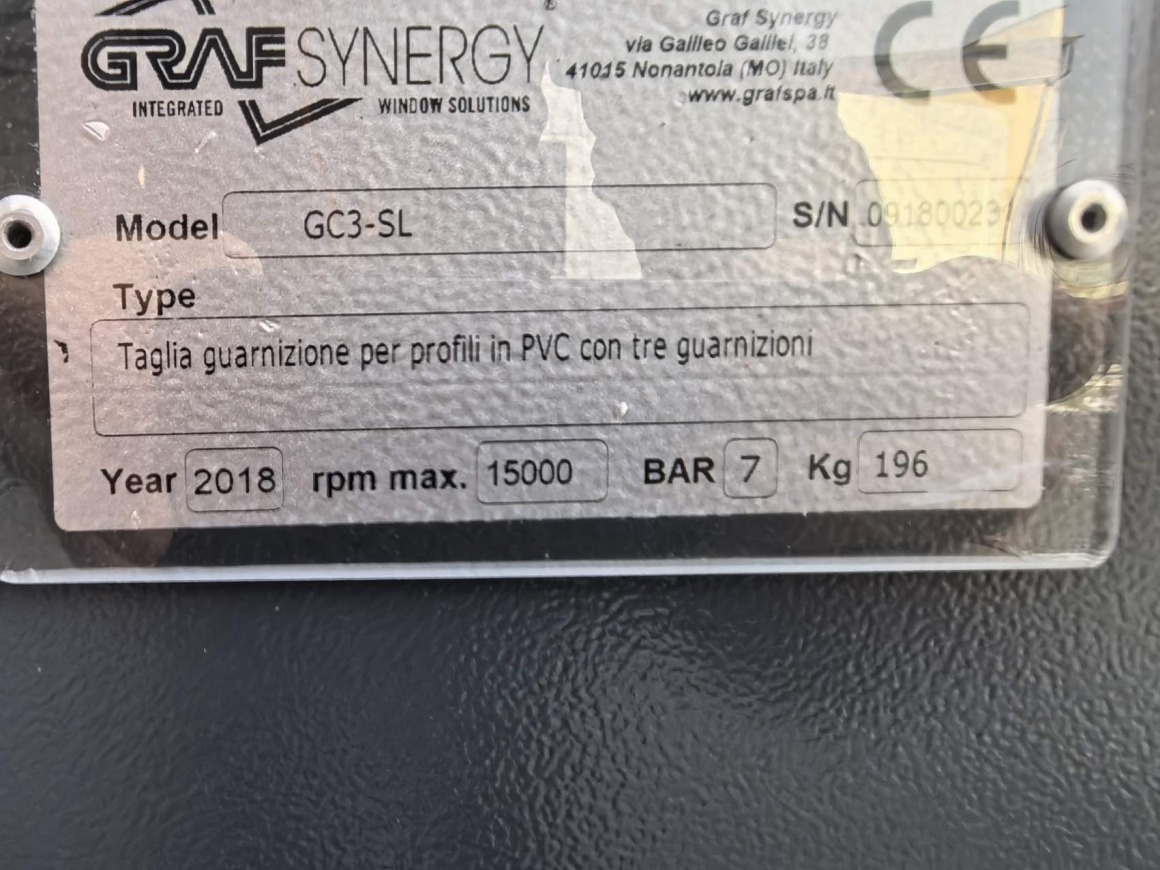 GRAF SYNERGY ®
INTEGRATED WINDOW SOLUTIONS
Graf Synergy
via Galileo Galilei, 38
41015 Nonantola (MO) Italy
www.grafspa.it
CE
Model GC3-SL S/N
Type
Taglia guarnizione per profili in PVC con tre guarnizioni
Year 2018 rpm max. 15000 BAR 7 Kg 196